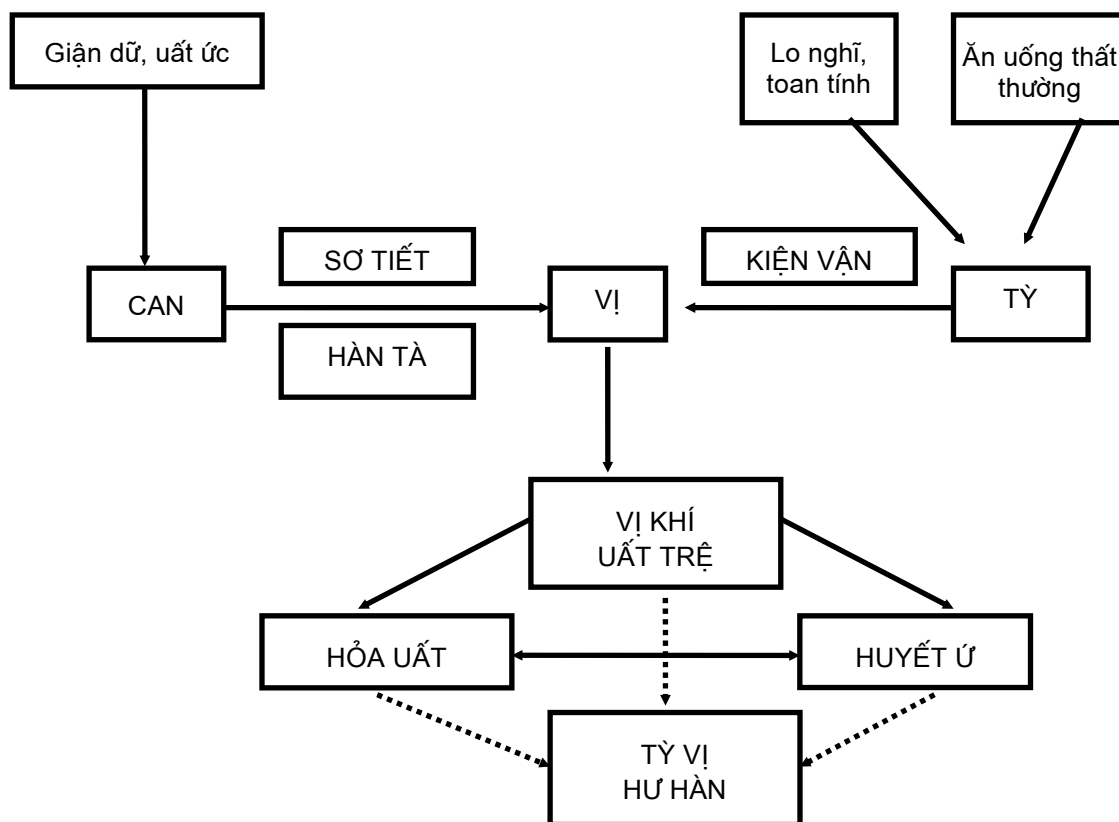 Giận dữ, uất ức
Lo nghĩ,
toan tính
Ăn uống thất
thường
SƠ TIẾT
KIỆN VẬN
CAN
VỊ
TỲ
HÀN TÀ
VỊ KHÍ
UẤT TRỆ
HỎA UẤT
HUYẾT Ứ
TỲ VỊ
HƯ HÀN